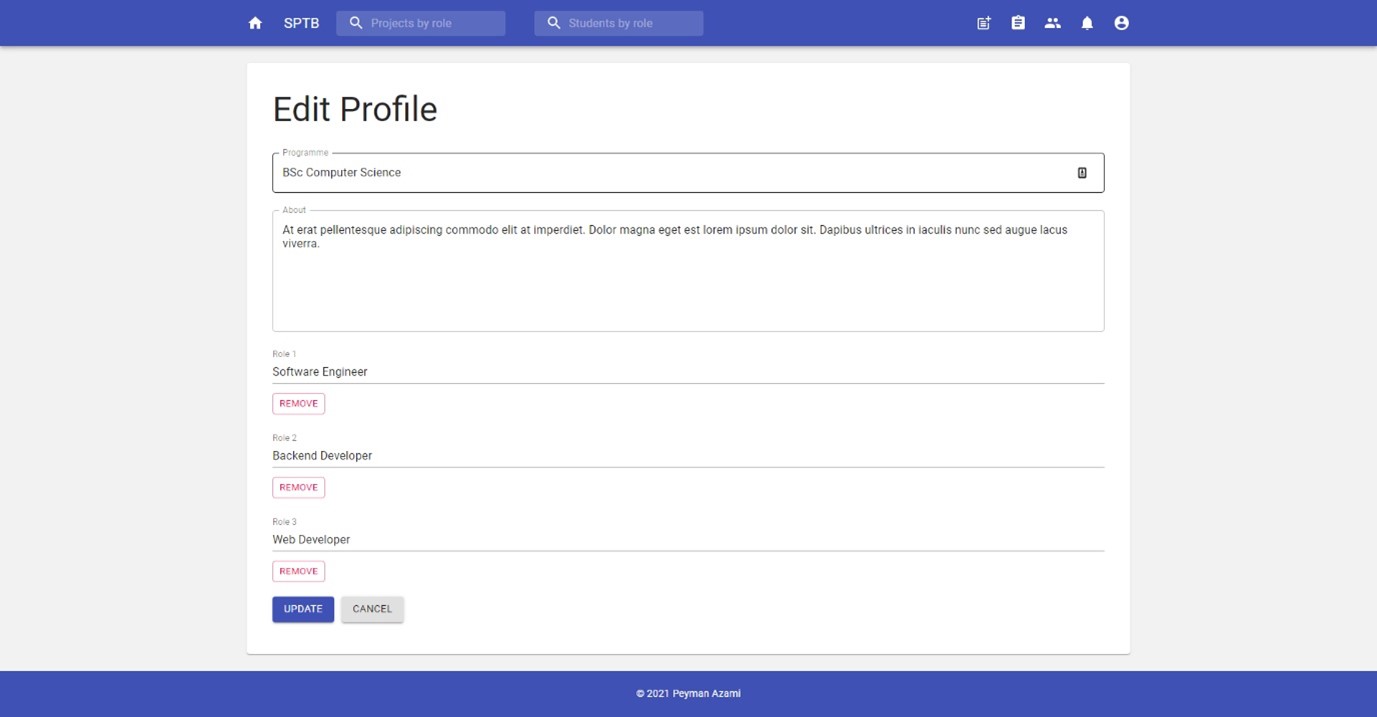 SPTB
Projects by role
Students by role
Edit Profile
Programme
BSc Computer Science
About
At erat pellentesque adipiscing commodo elit at imperdiet. Dolor magna eget est lorem ipsum dolor sit. Dapibus ultrices in iaculis nunc sed augue lacus
viverra.
Role 1
Software Engineer
REMOVE
Role 2
Backend Developer
REMOVE
Role 3
Web Developer
REMOVE
UPDATE
CANCEL
© 2021 Peyman Azami